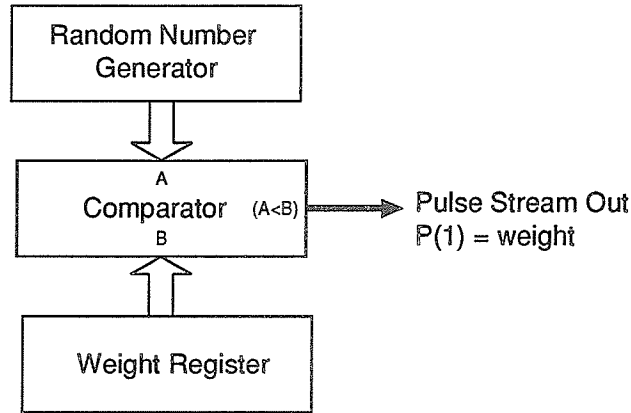 Random Number
Generator
A
Comparator (A<B)
B
Pulse Stream Out
P(1) = weight
Weight Register